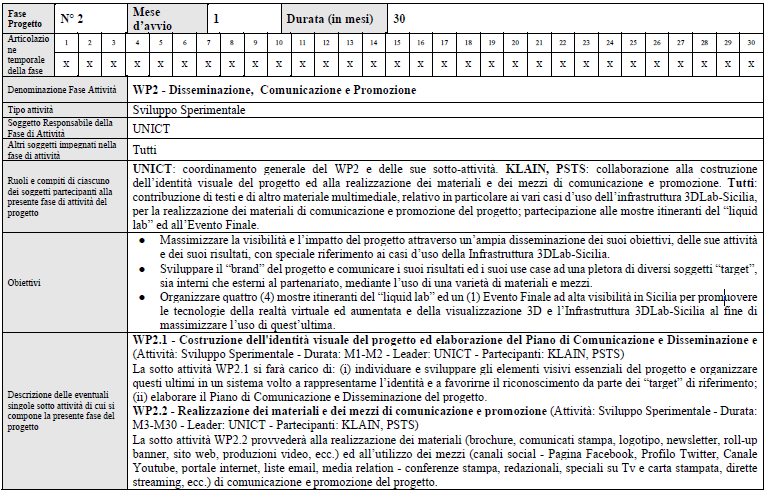 Fase Progetto N° 2 Mese d'avvio 1 Durata (in mesi) 30
Articolazio
ne
temporale
della fase
1 2 3 4 5 6 7 8 9 10 11 12 13 14 15 16 17 18 19 20 21 22 23 24 25 26 27 28 29 30
x x x x x x x x x x x x x x x x x x x x x x x x x x x x x x
Denominazione Fase Attività WP2 - Disseminazione, Comunicazione e Promozione
Tipo attività Sviluppo Sperimentale
Soggetto Responsabile della
Fase di Attività
UNICT
Altri soggetti impegnati nella
fase di attività
Tutti
Ruoli e compiti di ciascuno
dei soggetti partecipanti alla
presente fase di attività del
progetto
UNICT: coordinamento generale del WP2 e delle sue sotto-attività. KLAIN, PSTS: collaborazione alla costruzione
dell'identità visuale del progetto ed alla realizzazione dei materiali e dei mezzi di comunicazione e promozione. Tutti:
contribuzione di testi e di altro materiale multimediale, relativo in particolare ai vari casi d'uso dell'infrastruttura 3DLab-Sicilia,
per la realizzazione dei materiali di comunicazione e promozione del progetto; partecipazione alle mostre itineranti del "liquid
lab" ed all'Evento Finale.
Obiettivi
● Massimizzare la visibilità e l'impatto del progetto attraverso un'ampia disseminazione dei suoi obiettivi, delle sue attività
e dei suoi risultati, con speciale riferimento ai casi d'uso della Infrastruttura 3DLab-Sicilia.
● Sviluppare il "brand" del progetto e comunicare i suoi risultati ed i suoi use case ad una pletora di diversi soggetti "target",
sia interni che esterni al partenariato, mediante l'uso di una varietà di materiali e mezzi.
● Organizzare quattro (4) mostre itineranti del "liquid lab" ed un (1) Evento Finale ad alta visibilità in Sicilia per promuovere
le tecnologie della realtà virtuale ed aumentata e della visualizzazione 3D e l'Infrastruttura 3DLab-Sicilia al fine di
massimizzare l'uso di quest'ultima.
Descrizione delle eventuali
singole sotto attività di cui si
compone la presente fase del
progetto
WP2.1 - Costruzione dell'identità visuale del progetto ed elaborazione del Piano di Comunicazione e Disseminazione e
(Attività: Sviluppo Sperimentale - Durata: M1-M2 - Leader: UNICT - Partecipanti: KLAIN, PSTS)
La sotto attività WP2.1 si farà carico di: (i) individuare e sviluppare gli elementi visivi essenziali del progetto e organizzare
questi ultimi in un sistema volto a rappresentarne l'identità e a favorirne il riconoscimento da parte dei "target" di riferimento;
(ii) elaborare il Piano di Comunicazione e Disseminazione del progetto.
WP2.2 - Realizzazione dei materiali e dei mezzi di comunicazione e promozione (Attività: Sviluppo Sperimentale - Durata:
M3-M30 - Leader: UNICT - Partecipanti: KLAIN, PSTS)
La sotto attività WP2.2 provvederà alla realizzazione dei materiali (brochure, comunicati stampa, logotipo, newsletter, roll-up
banner, sito web, produzioni video, ecc.) ed all'utilizzo dei mezzi (canali social - Pagina Facebook, Profilo Twitter, Canale
Youtube, portale internet, liste email, media relation - conferenze stampa, redazionali, speciali su Tv e carta stampata, dirette
streaming, ecc.) di comunicazione e promozione del progetto.